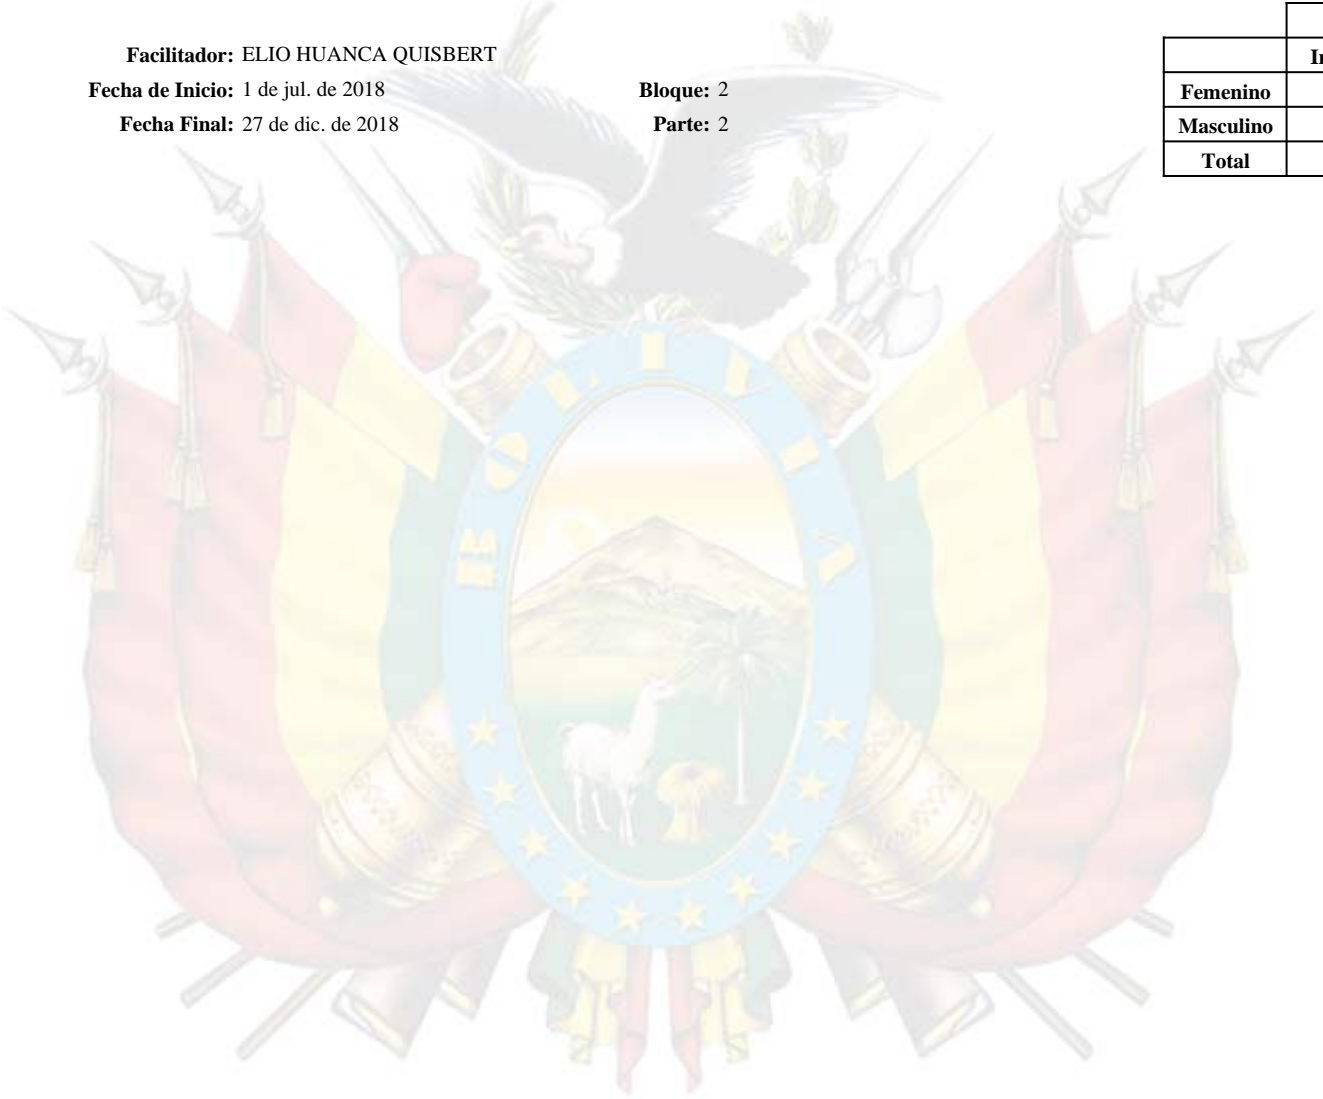 Facilitador: ELIO HUANCA QUISBERT
Fecha de Inicio: 1 de jul. de 2018 Bloque: 2
Fecha Final: 27 de dic. de 2018 Parte: 2
Femenino
Masculino
Total
BOLIVIA